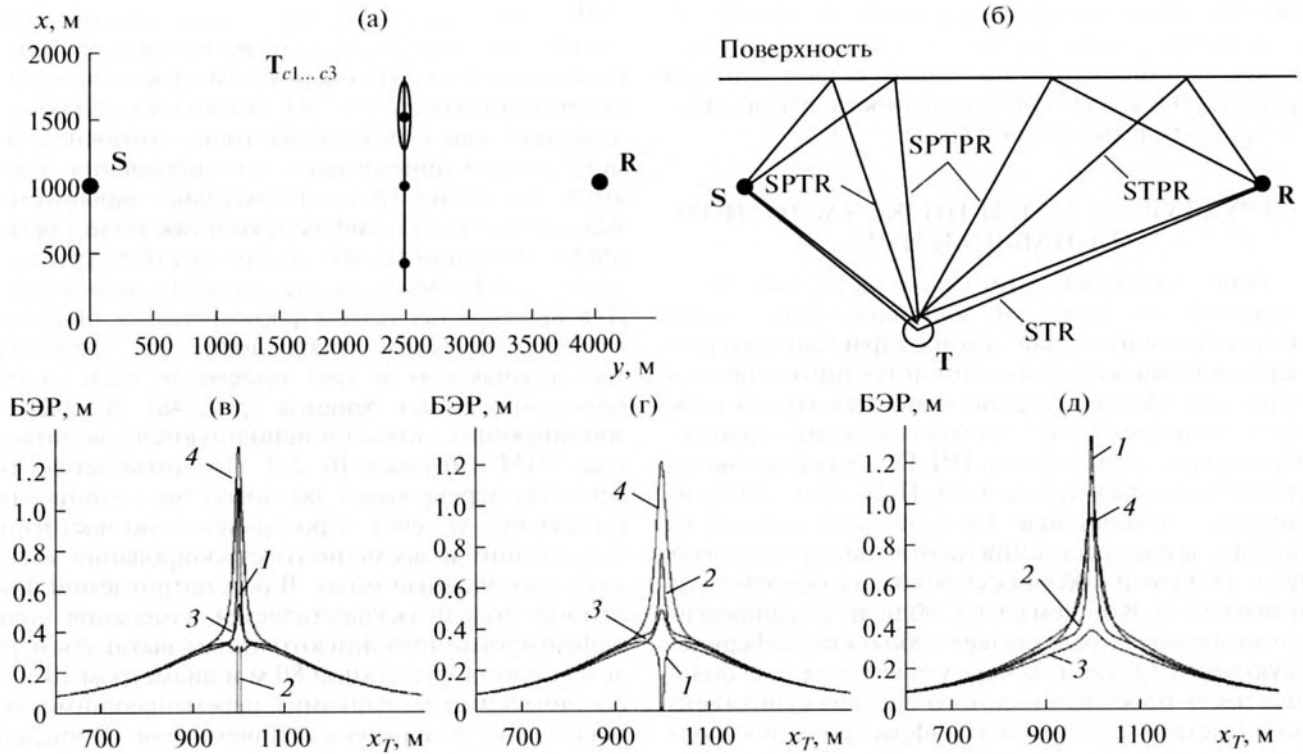 x, м
(а)
(б)
2000
1500
1000
500
0
T_{c1...c3}
S
R
0 500 1000 1500 2000 2500 3000 3500 4000
y, м
Поверхность
S
SPTR
SPTPR
STPR
R
T
STR
БЭР, м
(в)
1.2
1.0
0.8
0.6
0.4
0.2
0
4
1
3
2
700 900 1100 x_T, м
БЭР, м
(г)
1.2
1.0
0.8
0.6
0.4
0.2
0
4
2
3
1
700 900 1100 x_T, м
БЭР, м
(д)
1.2
1.0
0.8
0.6
0.4
0.2
0
1
4
2
3
700 900 1100 x_T, м